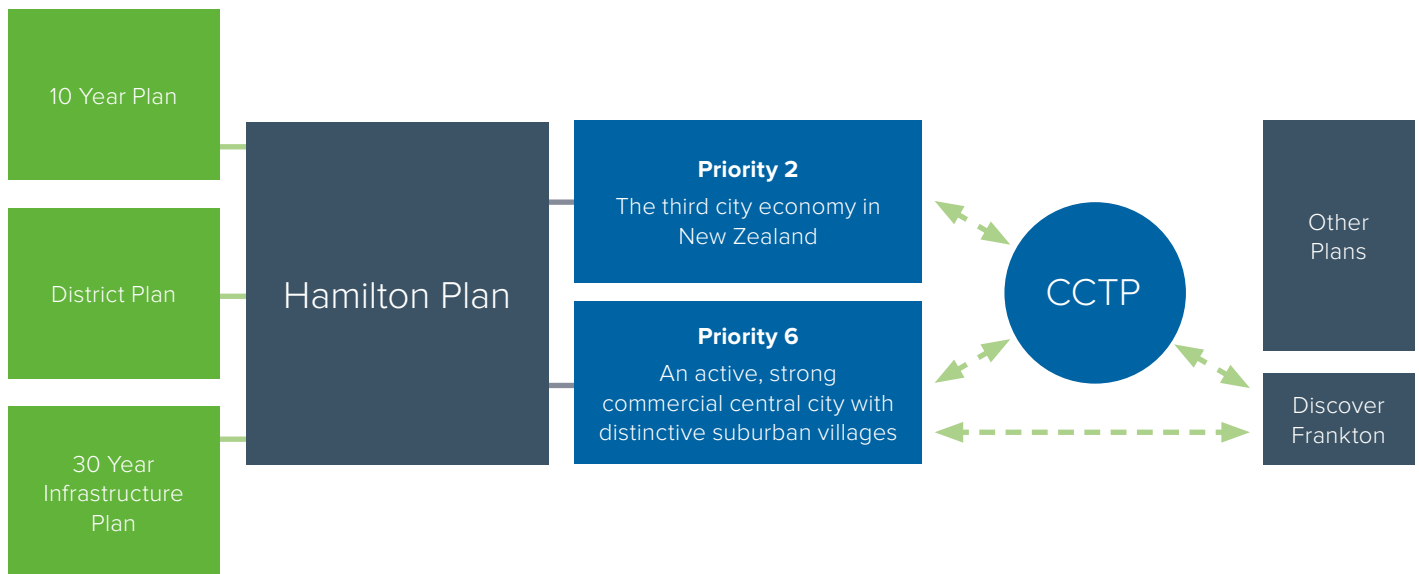 10 Year Plan
District Plan
30 Year
Infrastructure
Plan
Hamilton Plan
Priority 2
The third city economy in
New Zealand
Priority 6
An active, strong
commercial central city with
distinctive suburban villages
CCTP
Other
Plans
Discover
Frankton